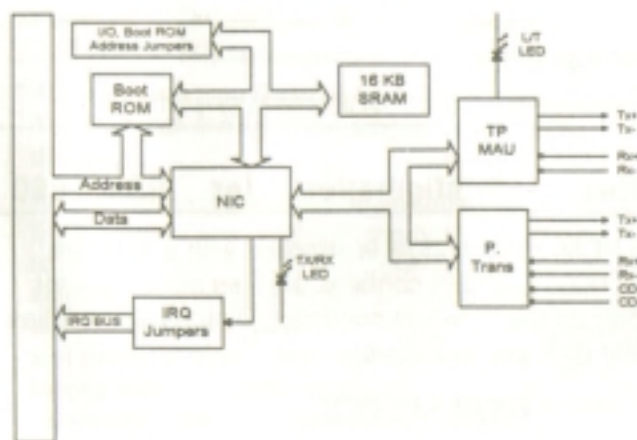 I/O, Boot ROM
Address Jumpers
L/T
LED
Boot
ROM
16 KB
SRAM
TP
MAU
Tx+
Tx-
Rx+
Rx-
Address
NIC
Data
P.
Trans
Tx+
Tx-
Rx+
Rx-
CD
CD
TX/RX
LED
IRQ BUS
IRQ
Jumpers